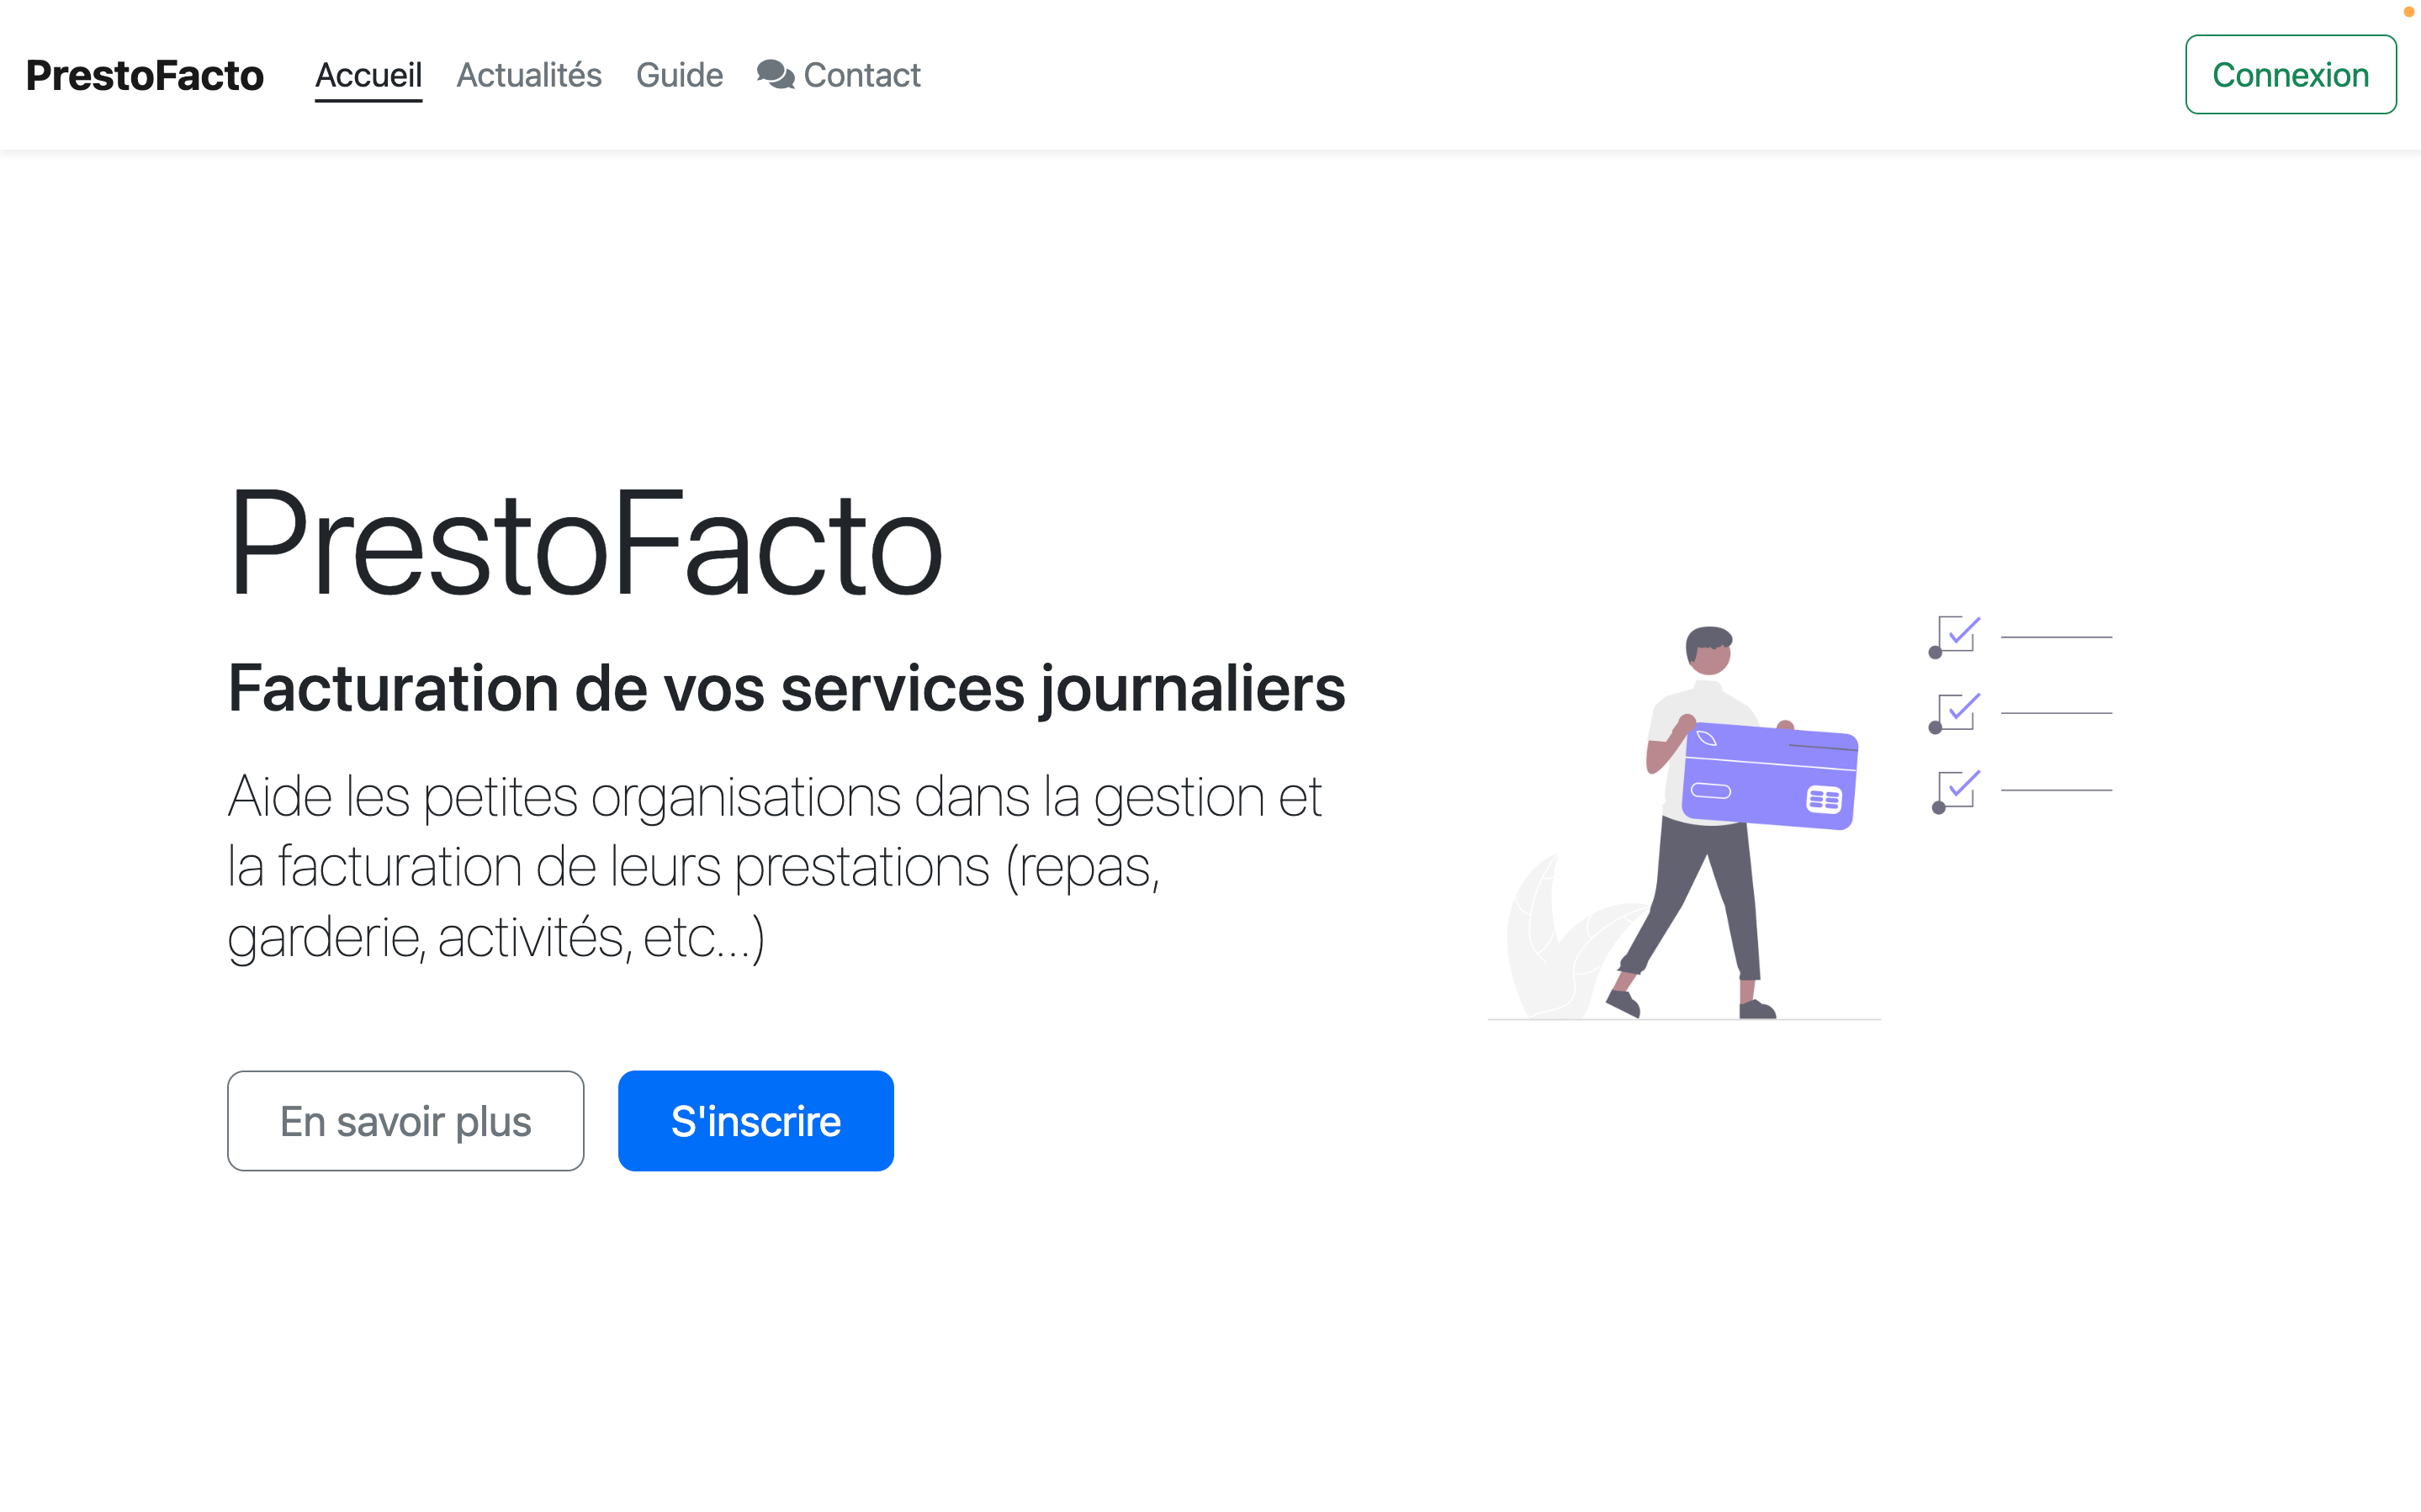 PrestoFacto
Accueil
Actualités
Guide
Contact
Connexion
PrestoFacto
Facturation de vos services journaliers
Aide les petites organisations dans la gestion et
la facturation de leurs prestations (repas,
garderie, activités, etc...)
En savoir plus
S'inscrire